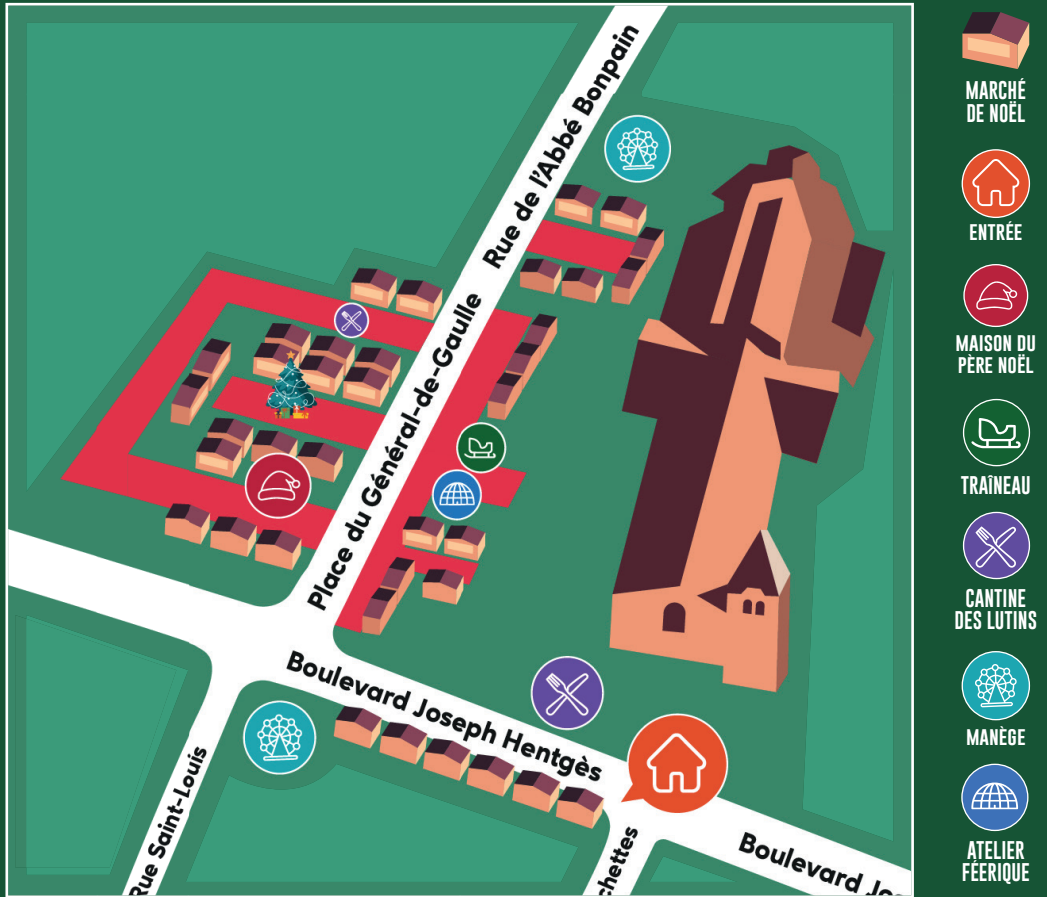 Rue de l'Abbé Bonpain
Place du Général-de-Gaulle
Boulevard Joseph Hentgès
Rue Saint-Louis
chettes
Boulevard Jo
MARCHÉ
DE NOËL
ENTRÉE
MAISON DU
PÈRE NOËL
TRAÎNEAU
CANTINE
DES LUTINS
MANÈGE
ATELIER
FÉERIQUE